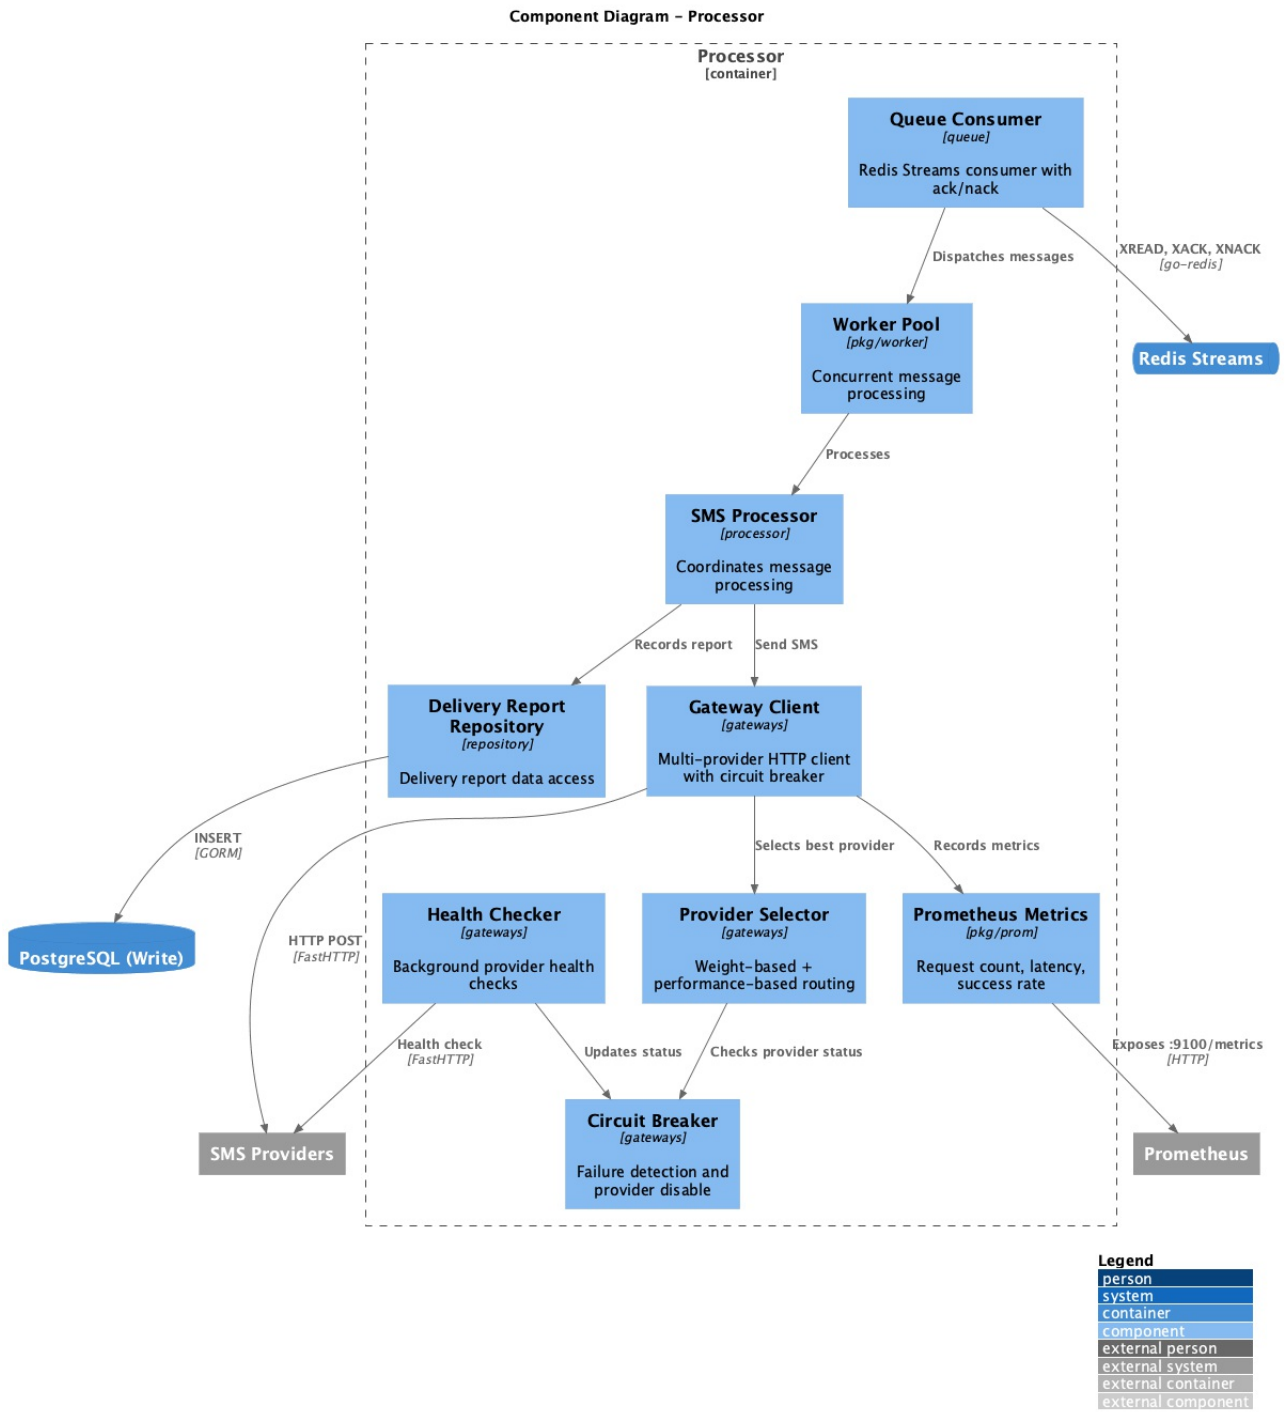 Component Diagram – Processor
Processor
[container]
Queue Consumer
[queue]
Redis Streams consumer with
ack/nack
Dispatches messages
XREAD, XACK, XNACK
[go-redis]
Worker Pool
[pkg/worker]
Concurrent message
processing
Redis Streams
Processes
SMS Processor
[processor]
Coordinates message
processing
Records report
Send SMS
Delivery Report
Repository
[repository]
Delivery report data access
Gateway Client
[gateways]
Multi-provider HTTP client
with circuit breaker
INSERT
[GORM]
Selects best provider
Records metrics
PostgreSQL (Write)
HTTP POST
[FastHTTP]
Health Checker
[gateways]
Background provider health
checks
Provider Selector
[gateways]
Weight-based +
performance-based routing
Prometheus Metrics
[pkg/prom]
Request count, latency,
success rate
Health check
[FastHTTP]
Updates status
Checks provider status
Exposes :9100/metrics
[HTTP]
SMS Providers
Circuit Breaker
[gateways]
Failure detection and
provider disable
Prometheus
Legend
person
system
container
component
external person
external system
external container
external component